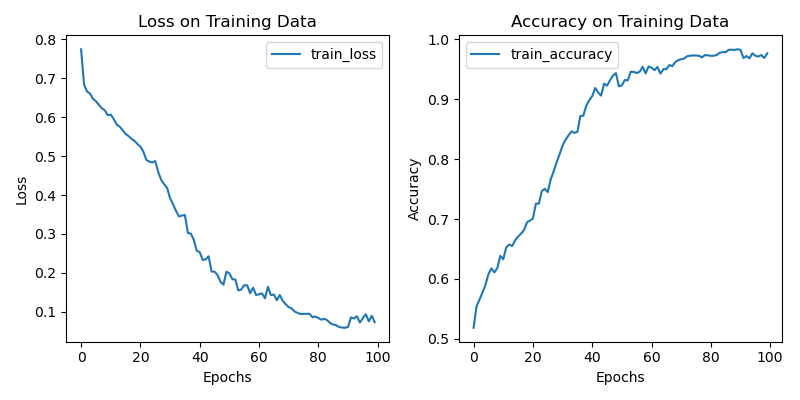 Loss on Training Data
0.8
0.7
0.6
0.5
0.4
0.3
0.2
0.1
Loss
train_loss
0 20 40 60 80 100
Epochs
Accuracy on Training Data
1.0
0.9
0.8
0.7
0.6
0.5
Accuracy
train_accuracy
0 20 40 60 80 100
Epochs